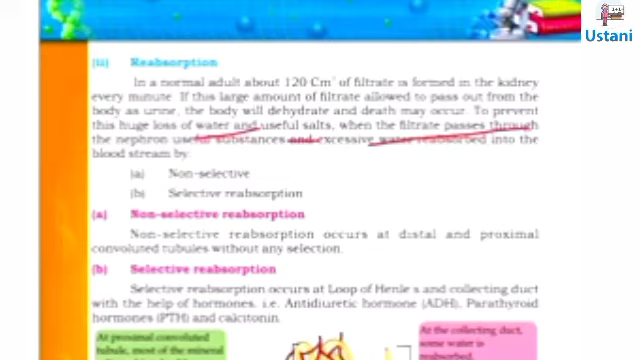 Ustani
(ii) Reabsorption
In a normal adult about 120 Cm³ of filtrate is formed in the kidney
every minute. If this large amount of filtrate allowed to pass out from the
body as urine, the body will dehydrate and death may occur. To prevent
this huge loss of water and useful salts, when the filtrate passes through
the nephron useful substances and excessive water reabsorbed into the
blood stream by:
(a) Non-selective
(b) Selective reabsorption
(a) Non-selective reabsorption
Non-selective reabsorption occurs at distal and proximal
convoluted tubules without any selection.
(b) Selective reabsorption
Selective reabsorption occurs at Loop of Henle s and collecting duct
with the help of hormones, i.e. Antidiuretic hormone (ADH), Parathyroid
hormones (PTH) and calcitonin.
At proximal convoluted
tubule, most of the mineral
At the collecting duct,
some water is
reabsorbed.